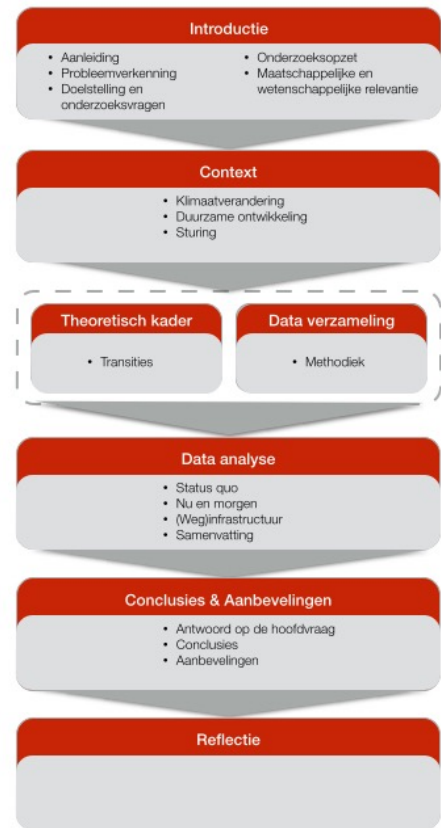 Introductie
• Aanleiding
• Probleemverkenning
• Doelstelling en
onderzoeksvragen
• Onderzoeksopzet
• Maatschappelijke en
wetenschappelijke relevantie
Context
• Klimaatverandering
• Duurzame ontwikkeling
• Sturing
Theoretisch kader
• Transities
Data verzameling
• Methodiek
Data analyse
• Status quo
• Nu en morgen
• (Weg)infrastructuur
• Samenvatting
Conclusies & Aanbevelingen
• Antwoord op de hoofdvraag
• Conclusies
• Aanbevelingen
Reflectie